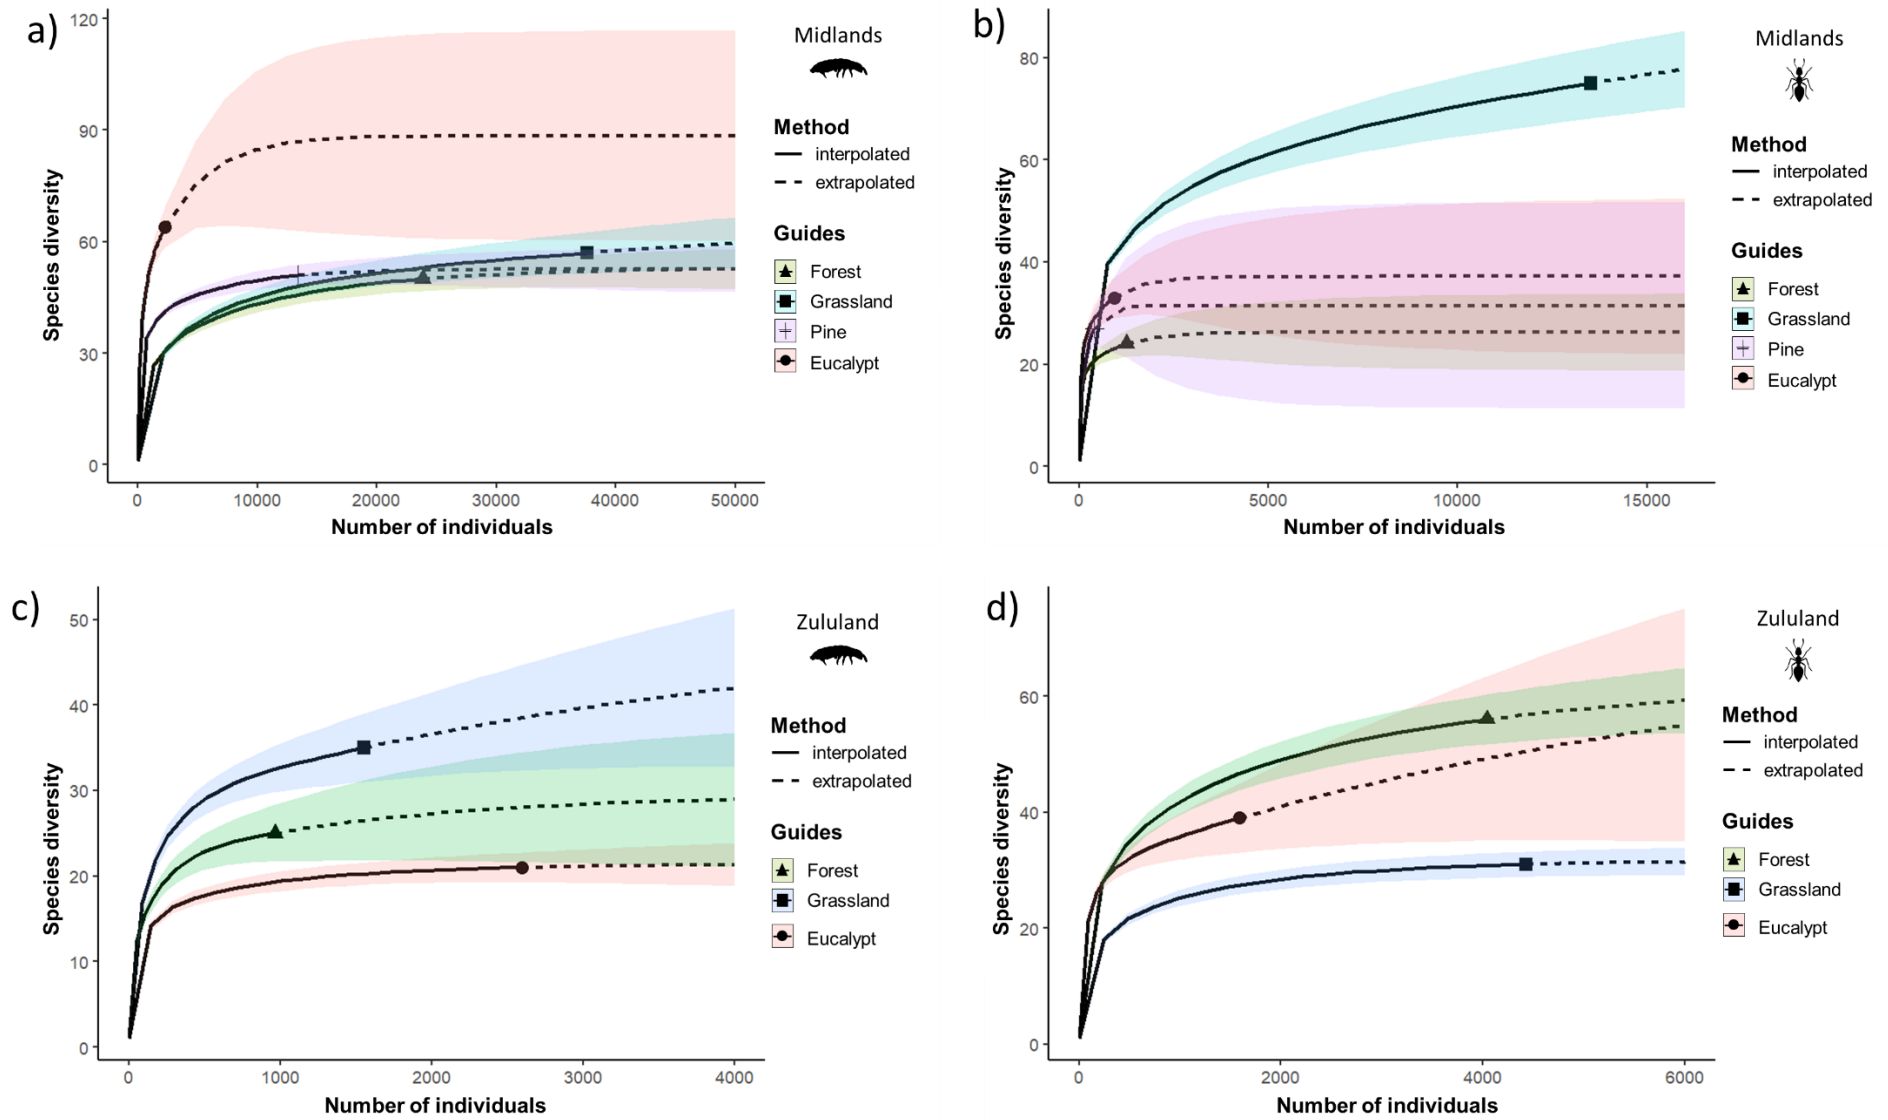 a)
120
90
60
30
0
Species diversity
0 10000 20000 30000 40000 50000
Number of individuals
Midlands
Method
interpolated
extrapolated
Guides
Forest
Grassland
Pine
Eucalypt
b)
80
60
40
20
0
Species diversity
0 5000 10000 15000
Number of individuals
Midlands
Method
interpolated
extrapolated
Guides
Forest
Grassland
Pine
Eucalypt
c)
50
40
30
20
10
0
Species diversity
0 1000 2000 3000 4000
Number of individuals
Zululand
Method
interpolated
extrapolated
Guides
Forest
Grassland
Eucalypt
d)
60
40
20
0
Species diversity
0 2000 4000 6000
Number of individuals
Zululand
Method
interpolated
extrapolated
Guides
Forest
Grassland
Eucalypt